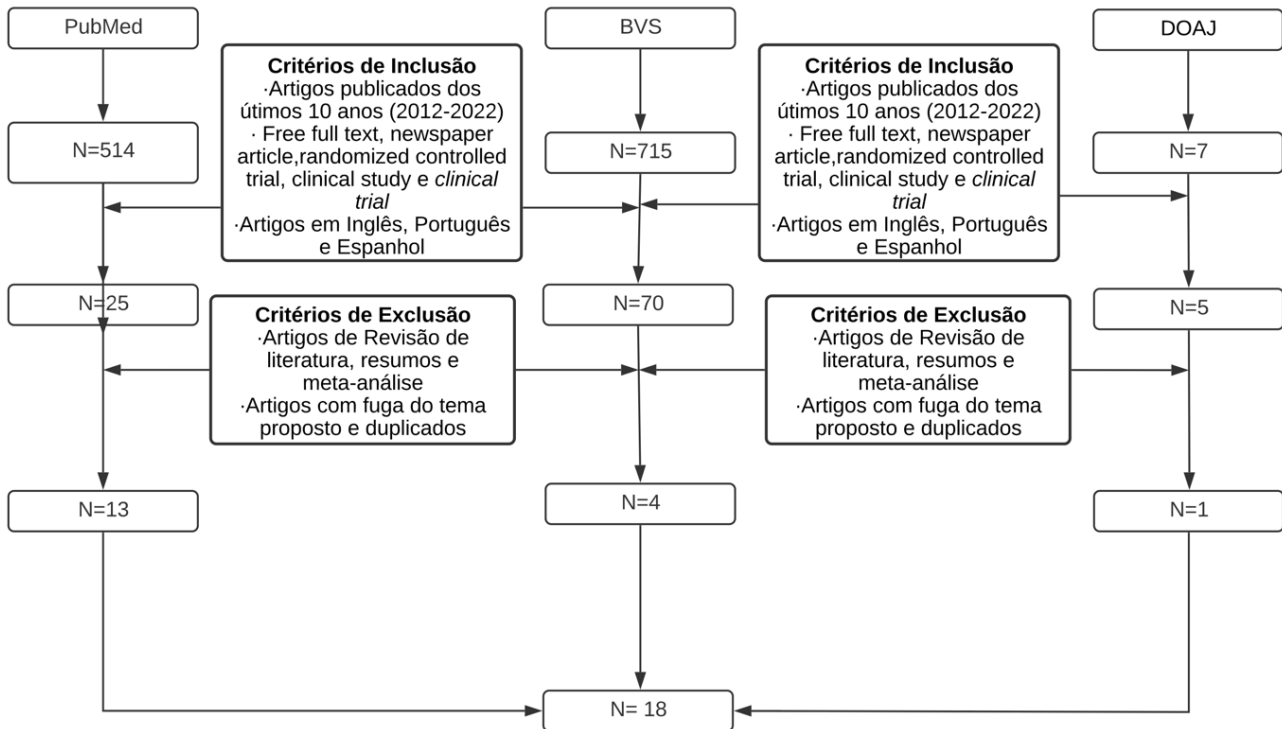 PubMed
BVS
DOAJ
Critérios de Inclusão
·Artigos publicados dos
útimos 10 anos (2012-2022)
· Free full text, newspaper
article,randomized controlled
trial, clinical study e clinical
trial
·Artigos em Inglês, Português
e Espanhol
Critérios de Inclusão
·Artigos publicados dos
útimos 10 anos (2012-2022)
· Free full text, newspaper
article,randomized controlled
trial, clinical study e clinical
trial
·Artigos em Inglês, Português
e Espanhol
N=514
N=715
N=7
N=25
N=70
N=5
Critérios de Exclusão
·Artigos de Revisão de
literatura, resumos e
meta-análise
·Artigos com fuga do tema
proposto e duplicados
Critérios de Exclusão
·Artigos de Revisão de
literatura, resumos e
meta-análise
·Artigos com fuga do tema
proposto e duplicados
N=13
N=4
N=1
N= 18